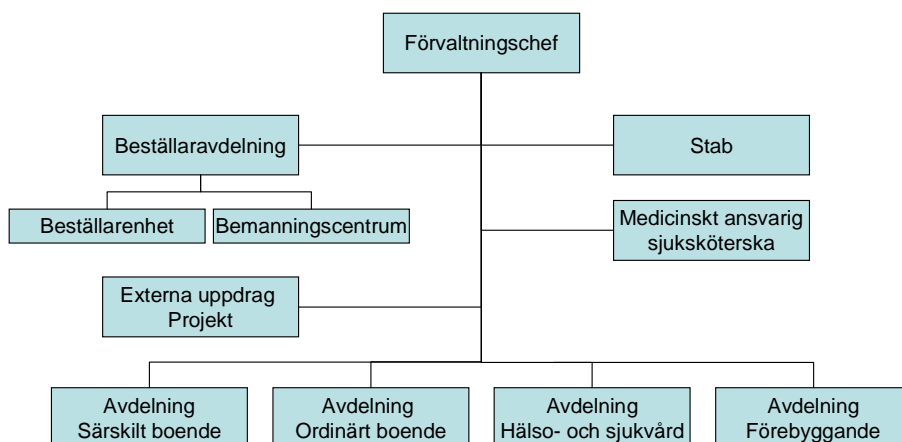 Förvaltningschef
Beställaravdelning
Stab
Beställarenhet
Bemanningscentrum
Medicinskt ansvarig
sjuksköterska
Externa uppdrag
Projekt
Avdelning
Särskilt boende
Avdelning
Ordinärt boende
Avdelning
Hälso- och sjukvård
Avdelning
Förebyggande